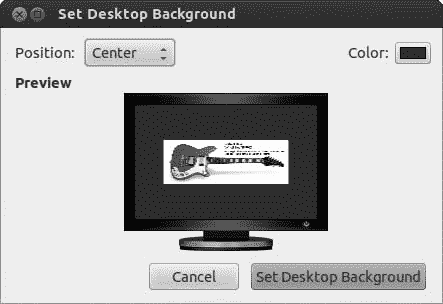 Set Desktop Background
Position: Center Color:
Preview
Cancel Set Desktop Background